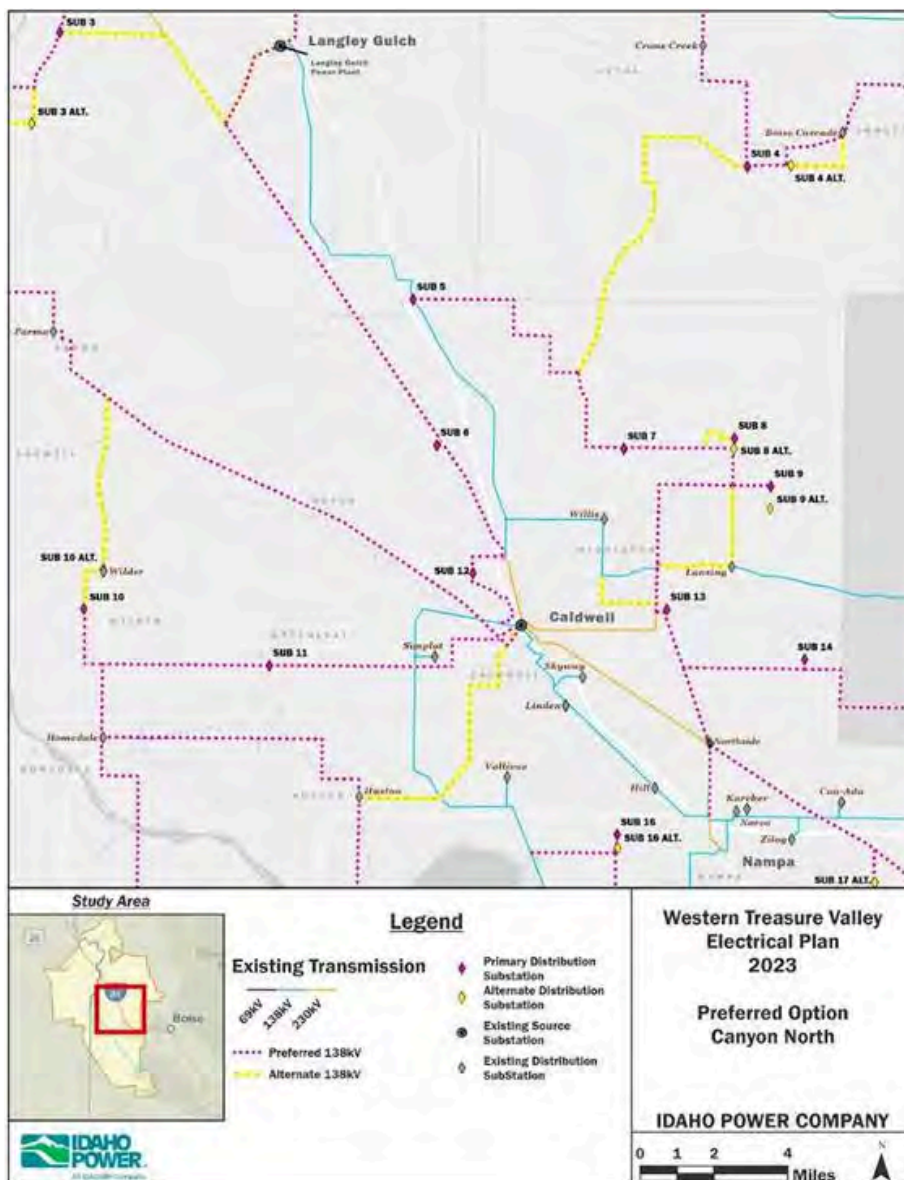 SUB 3
Langley Gulch
Langley Gulch
Power Plant
Crane Creek
SUB 3 ALT.
Boise Cascade
SUB 4
SUB 4 ALT.
SUB 5
Parma
SUB 6
SUB 7
SUB 8
SUB 8 ALT.
SUB 9
SUB 9 ALT.
Willis
SUB 10 ALT.
Wilder
SUB 12
Lansing
SUB 10
Caldwell
SUB 13
SUB 11
Simplot
SUB 14
Skyway
Linden
Homedale
Northside
Vallivue
Huston
Hill
Karcher
Can-Ada
SUB 16
SUB 16 ALT.
Zilog
Nampa
SUB 17 ALT.
Study Area
Boise
Legend
Existing Transmission
69kV
138kV
230kV
Preferred 138kV
Alternate 138kV
Primary Distribution
Substation
Alternate Distribution
Substation
Existing Source
Substation
Existing Distribution
SubStation
Western Treasure Valley
Electrical Plan
2023
Preferred Option
Canyon North
IDAHO POWER COMPANY
0 1 2 4
Miles
N
IDAHO
POWER